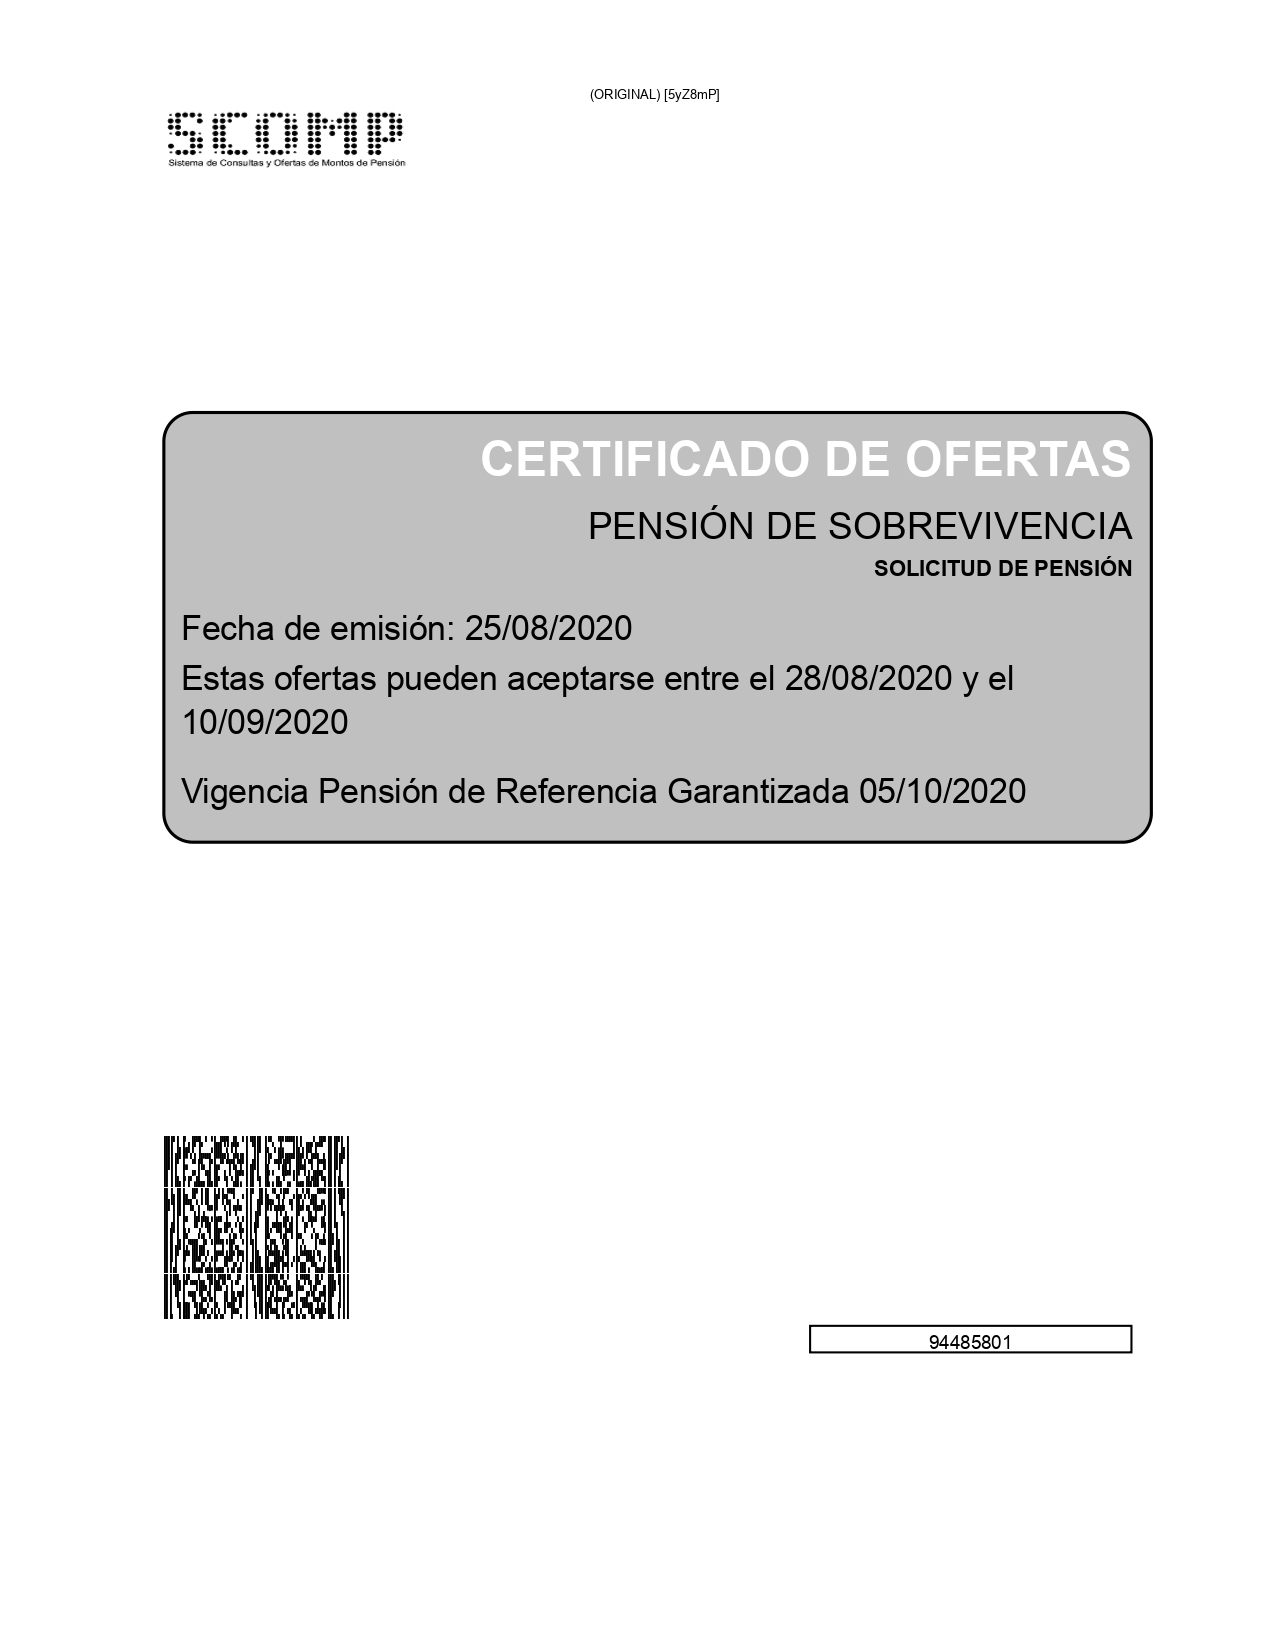 (ORIGINAL) [5yZ8mP]
SCOMP
Sistema de Consultas y Ofertas de Montos de Pensión
CERTIFICADO DE OFERTAS
PENSIÓN DE SOBREVIVENCIA
SOLICITUD DE PENSIÓN
Fecha de emisión: 25/08/2020
Estas ofertas pueden aceptarse entre el 28/08/2020 y el
10/09/2020
Vigencia Pensión de Referencia Garantizada 05/10/2020
94485801